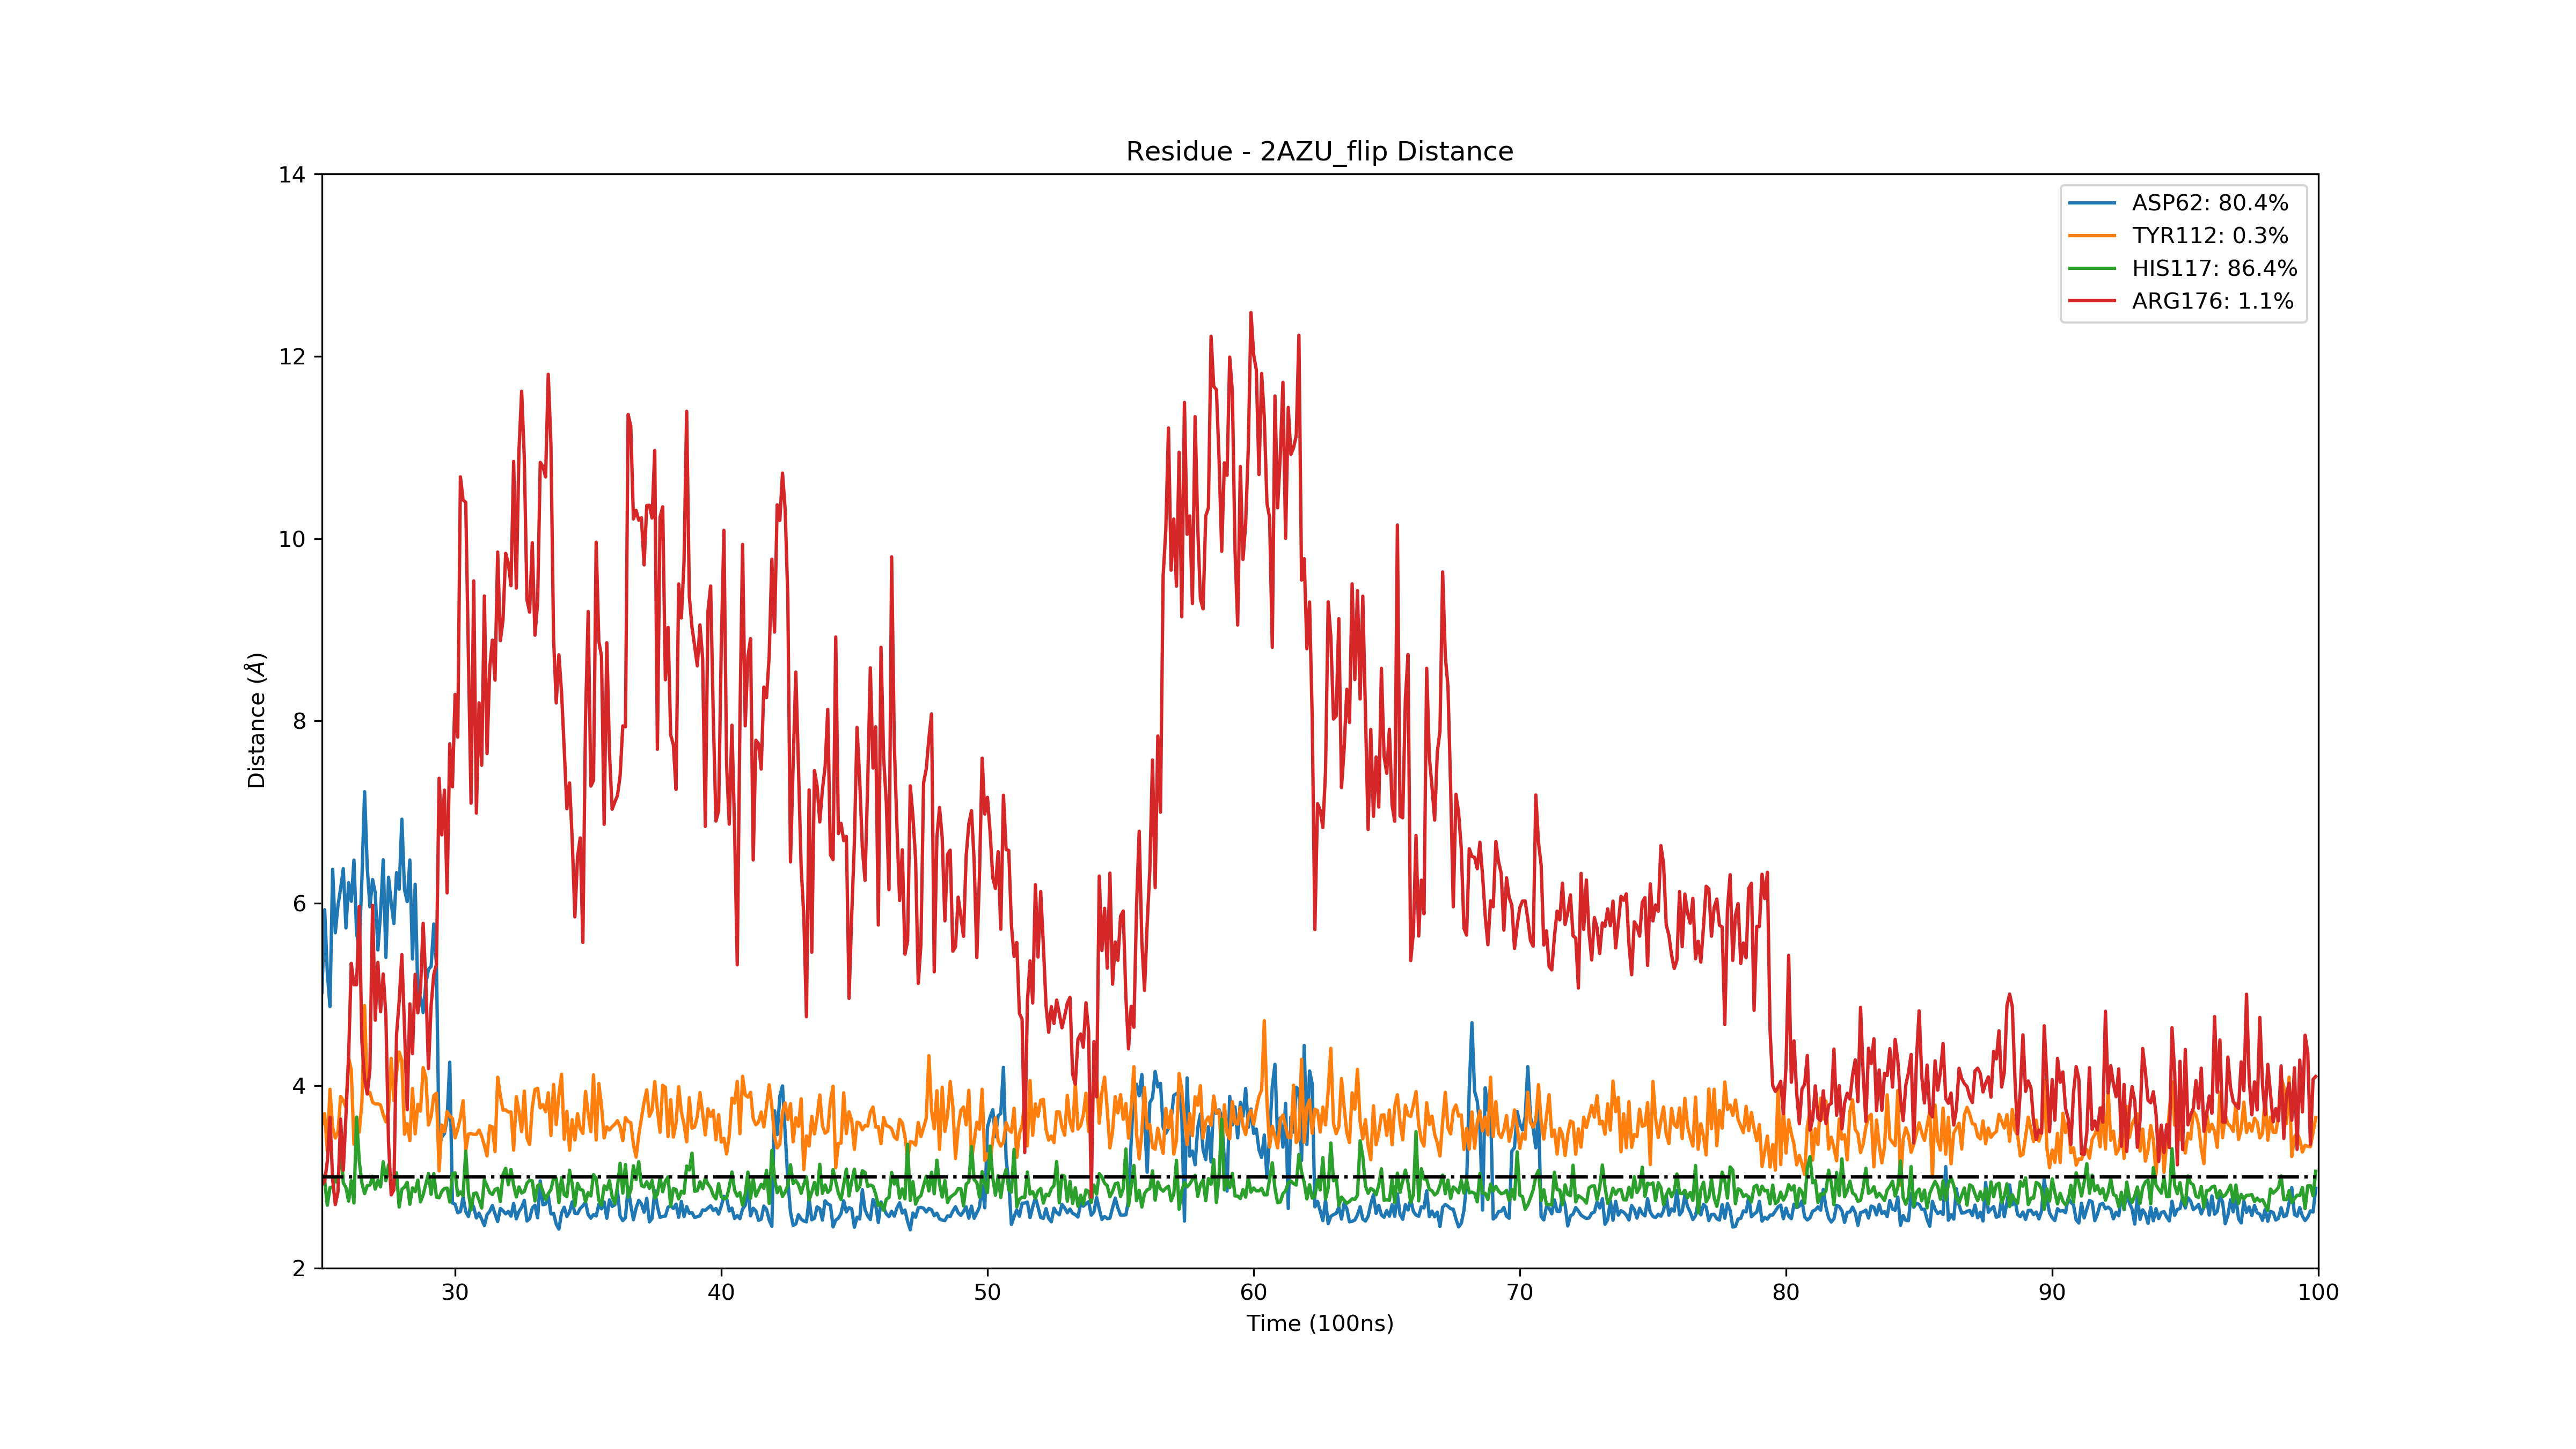 Residue - 2AZU_flip Distance
ASP62: 80.4%
TYR112: 0.3%
HIS117: 86.4%
ARG176: 1.1%
Distance (Å)
14
12
10
8
6
4
2
30 40 50 60 70 80 90 100
Time (100ns)